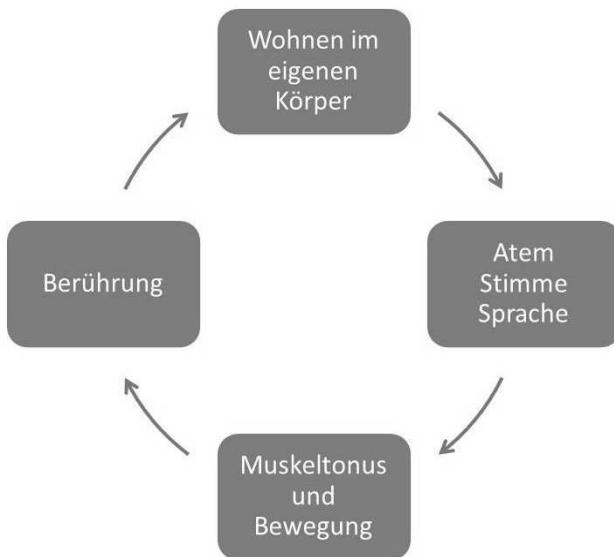 Wohnen im
eigenen
Körper
Atem
Stimme
Sprache
Muskeltonus
und
Bewegung
Berührung